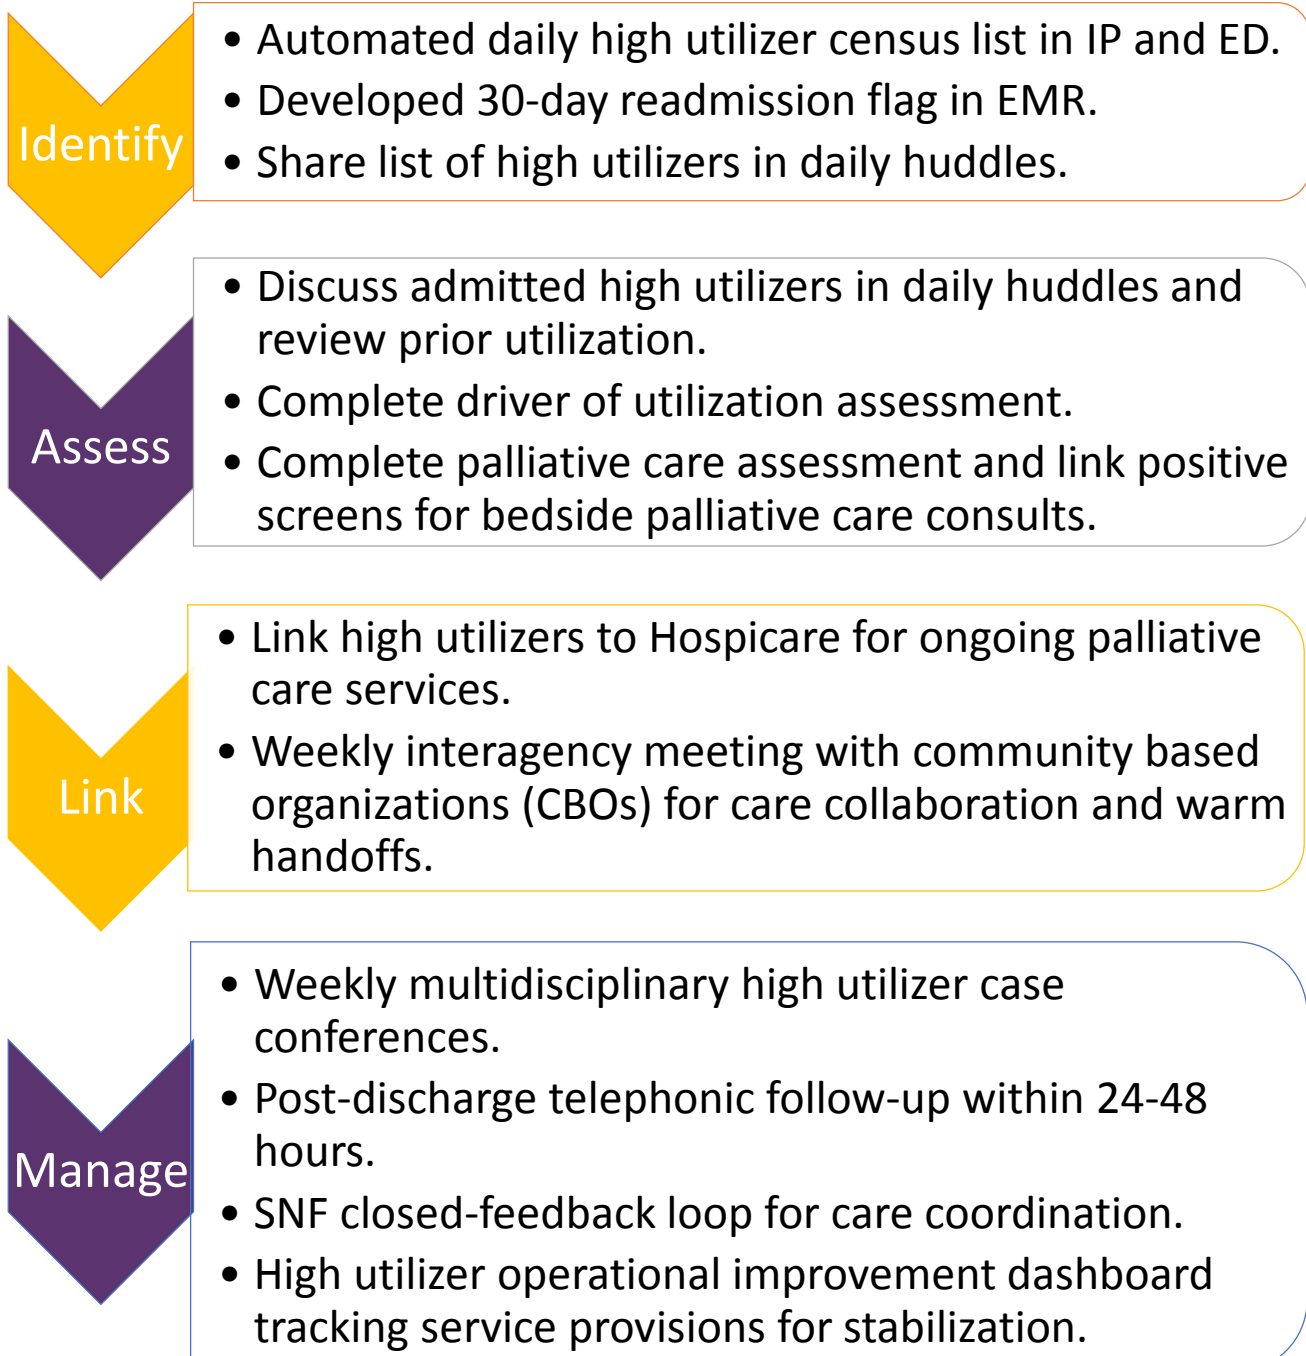 Identify
• Automated daily high utilizer census list in IP and ED.
• Developed 30-day readmission flag in EMR.
• Share list of high utilizers in daily huddles.
Assess
• Discuss admitted high utilizers in daily huddles and
review prior utilization.
• Complete driver of utilization assessment.
• Complete palliative care assessment and link positive
screens for bedside palliative care consults.
Link
• Link high utilizers to Hospicare for ongoing palliative
care services.
• Weekly interagency meeting with community based
organizations (CBOs) for care collaboration and warm
handoffs.
Manage
• Weekly multidisciplinary high utilizer case
conferences.
• Post-discharge telephonic follow-up within 24-48
hours.
• SNF closed-feedback loop for care coordination.
• High utilizer operational improvement dashboard
tracking service provisions for stabilization.